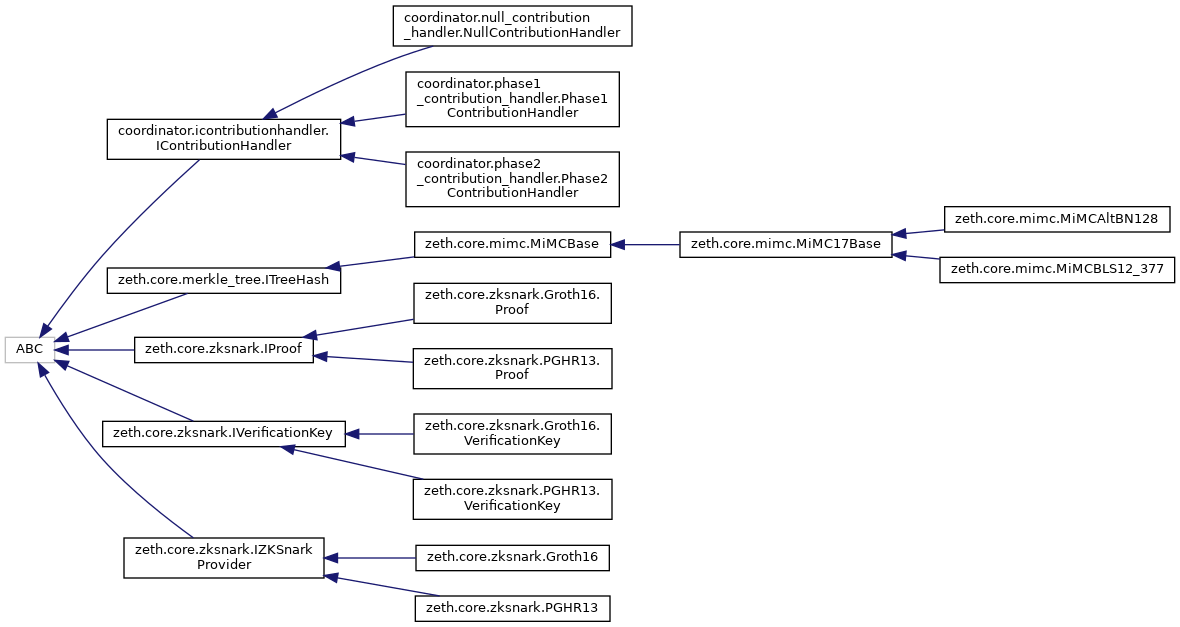 coordinator.null_contribution
_handler.NullContributionHandler
coordinator.phase1
_contribution_handler.Phase1
ContributionHandler
coordinator.icontributionhandler.
IContributionHandler
coordinator.phase2
_contribution_handler.Phase2
ContributionHandler
zeth.core.mimc.MiMCAltBN128
zeth.core.mimc.MiMCBase
zeth.core.mimc.MiMC17Base
zeth.core.mimc.MiMCBLS12_377
zeth.core.merkle_tree.ITreeHash
zeth.core.zksnark.Groth16.
Proof
ABC
zeth.core.zksnark.IProof
zeth.core.zksnark.PGHR13.
Proof
zeth.core.zksnark.IVerificationKey
zeth.core.zksnark.Groth16.
VerificationKey
zeth.core.zksnark.PGHR13.
VerificationKey
zeth.core.zksnark.IZKSnark
Provider
zeth.core.zksnark.Groth16
zeth.core.zksnark.PGHR13